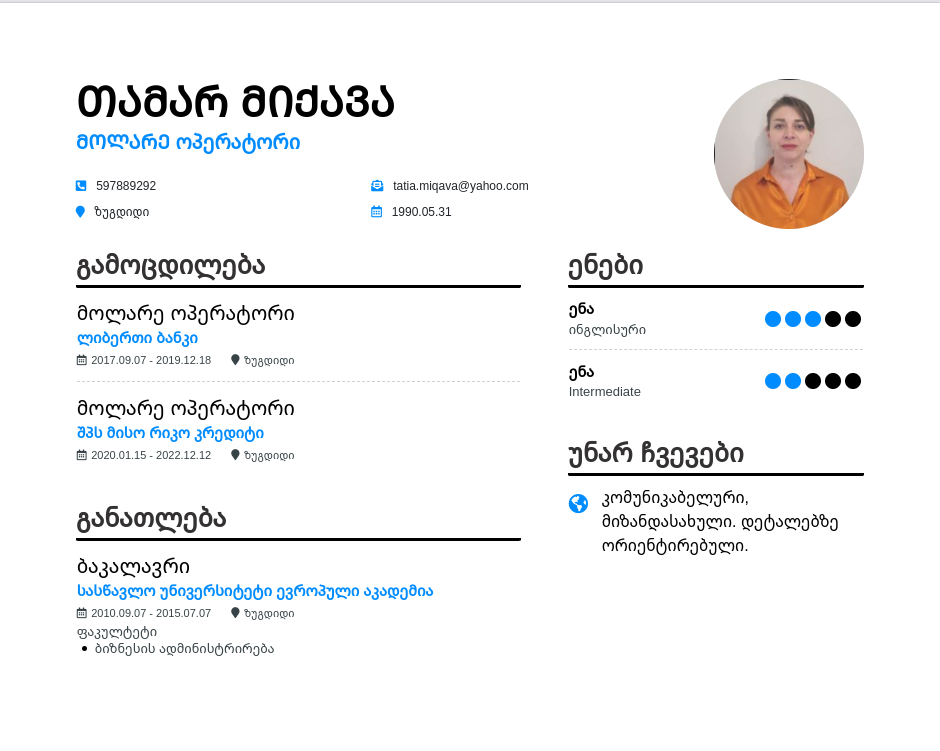 თამარ მიქავა
მოლარე ოპერატორი
597889292
tatia.miqava@yahoo.com
ზუგდიდი
1990.05.31
გამოცდილება
მოლარე ოპერატორი
ლიბერთი ბანკი
2017.09.07 - 2019.12.18 ზუგდიდი
მოლარე ოპერატორი
შპს მისო რიკო კრედიტი
2020.01.15 - 2022.12.12 ზუგდიდი
განათლება
ბაკალავრი
სასწავლო უნივერსიტეტი ევროპული აკადემია
2010.09.07 - 2015.07.07 ზუგდიდი
ფაკულტეტი
• ბიზნესის ადმინისტრირება
ენები
ენა
ინგლისური
ენა
Intermediate
უნარ ჩვევები
კომუნიკაბელური,
მიზანდასახული. დეტალებზე
ორიენტირებული.